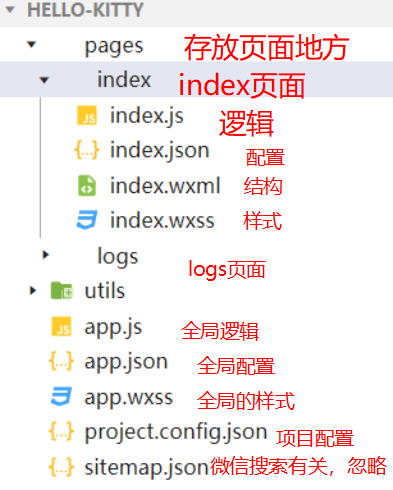 HELLO-KITTY
pages 存放页面地方
index index页面
index.js 逻辑
index.json 配置
index.wxml 结构
index.wxss 样式
logs logs页面
utils
JS app.js 全局逻辑
{..} app.json 全局配置
app.wxss 全局的样式
{..} project.config.json 项目配置
{..} sitemap.json 微信搜索有关，忽略